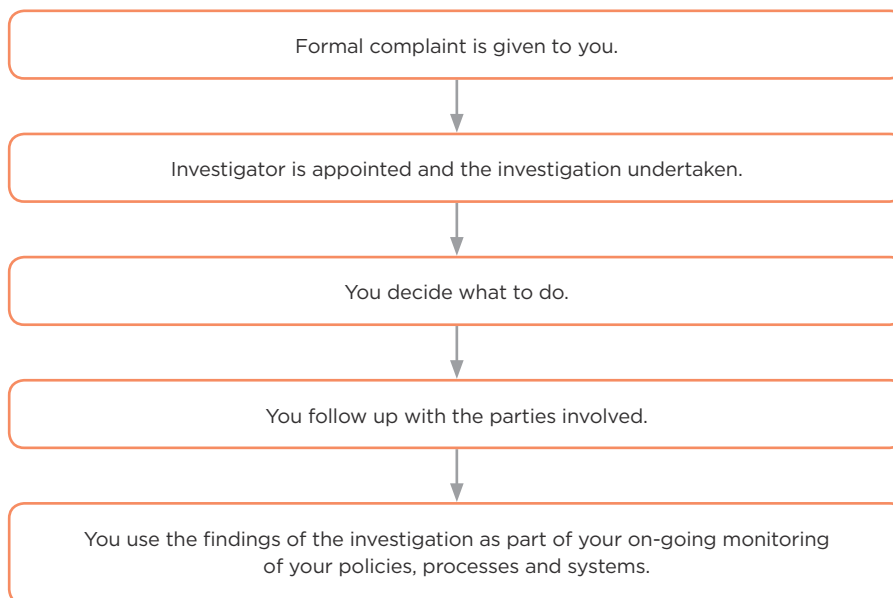 Formal complaint is given to you.
Investigator is appointed and the investigation undertaken.
You decide what to do.
You follow up with the parties involved.
You use the findings of the investigation as part of your on-going monitoring
of your policies, processes and systems.